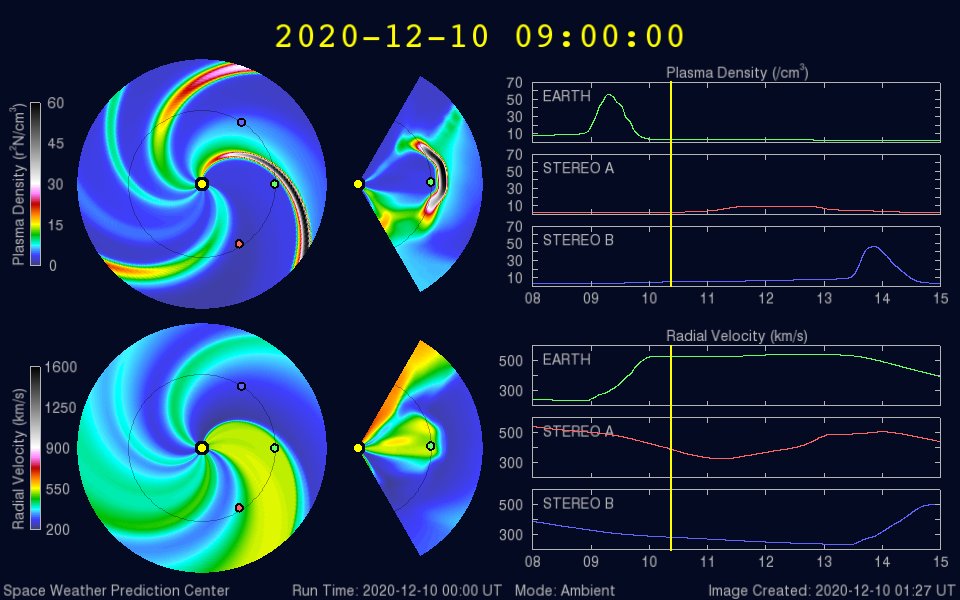 2020-12-10 09:00:00
Plasma Density (r²N/cm³)
60
45
30
15
0
Plasma Density (/cm³)
70
50
30
10
EARTH
70
50
30
10
STEREO A
70
50
30
10
STEREO B
08 09 10 11 12 13 14 15
Radial Velocity (km/s)
1600
1250
900
550
200
Radial Velocity (km/s)
500
300
EARTH
500
300
STEREO A
500
300
STEREO B
08 09 10 11 12 13 14 15
Space Weather Prediction Center Run Time: 2020-12-10 00:00 UT Mode: Ambient Image Created: 2020-12-10 01:27 UT